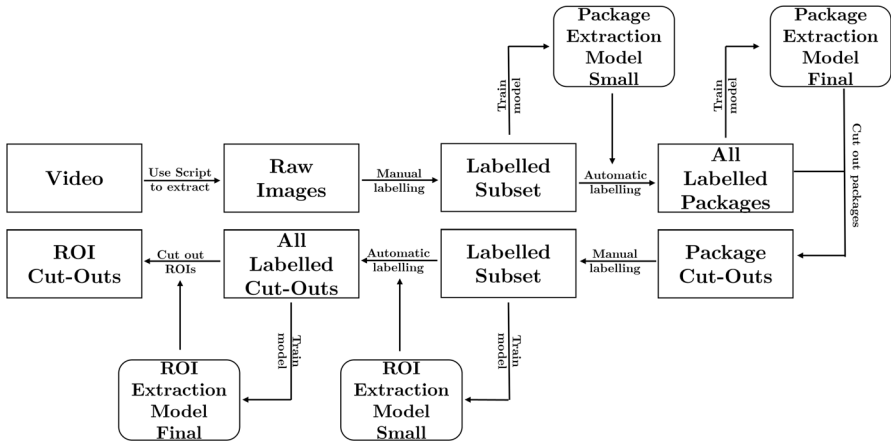 Package
Extraction
Model
Small
Package
Extraction
Model
Final
Train
model
Train
model
Cut out packages
Video
Use Script
to extract
Raw
Images
Manual
labelling
Labelled
Subset
Automatic
labelling
All
Labelled
Packages
ROI
Cut-Outs
Cut out
ROIs
All
Labelled
Cut-Outs
Automatic
labelling
Labelled
Subset
Manual
labelling
Package
Cut-Outs
Train
model
Train
model
ROI
Extraction
Model
Final
ROI
Extraction
Model
Small